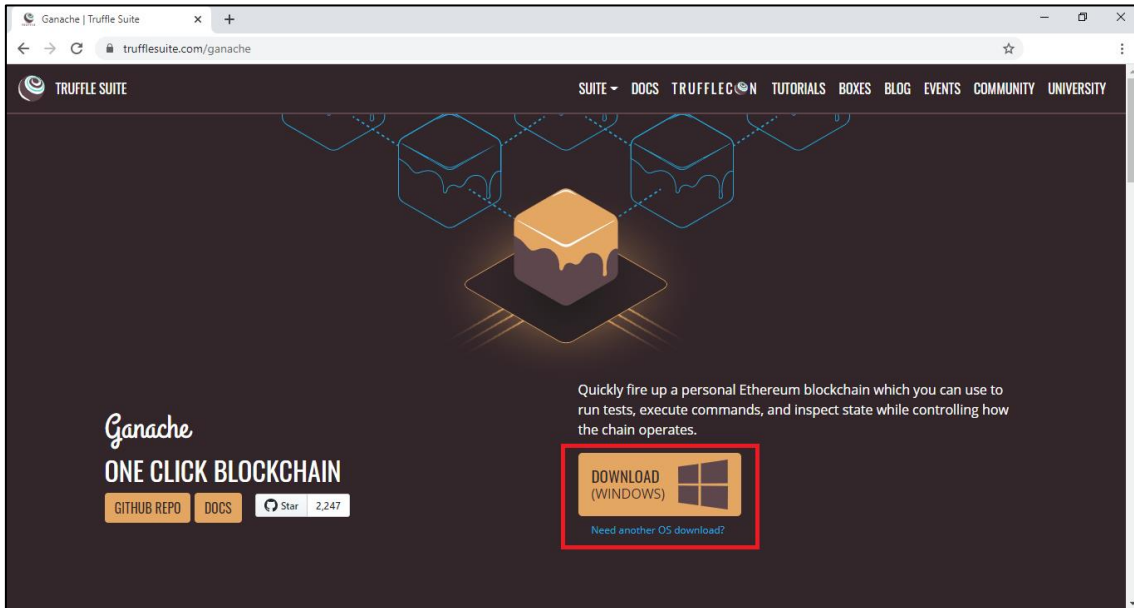 Ganache | Truffle Suite
trufflesuite.com/ganache
TRUFFLE SUITE
SUITE DOCS TRUFFLECON TUTORIALS BOXES BLOG EVENTS COMMUNITY UNIVERSITY
Quickly fire up a personal Ethereum blockchain which you can use to
run tests, execute commands, and inspect state while controlling how
the chain operates.
Ganache
ONE CLICK BLOCKCHAIN
GITHUB REPO DOCS Star 2,247
DOWNLOAD
(WINDOWS)
Need another OS download?